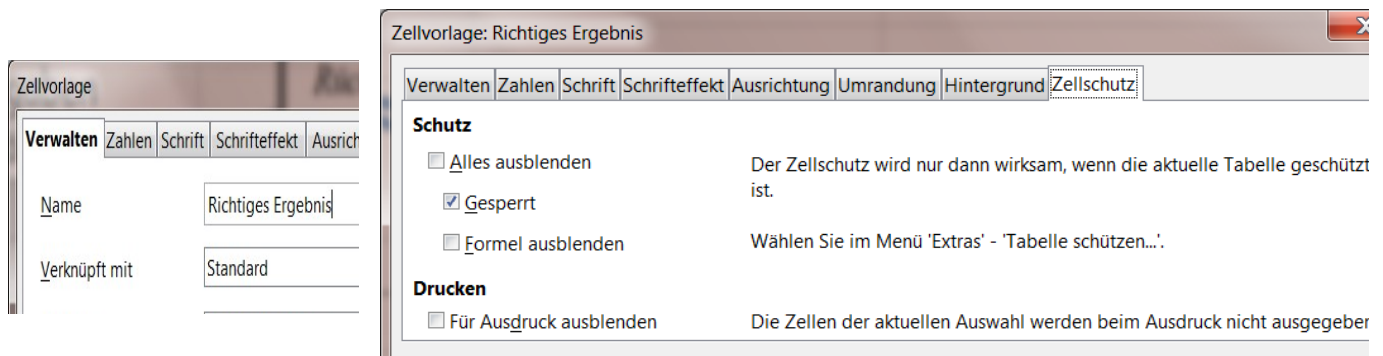 Zellvorlage
Verwalten Zahlen Schrift Schrifteffekt Ausrich
Name Richtiges Ergebnis
Verknüpft mit Standard
Zellvorlage: Richtiges Ergebnis
Verwalten Zahlen Schrift Schrifteffekt Ausrichtung Umrandung Hintergrund Zellschutz
Schutz
Alles ausblenden
Der Zellschutz wird nur dann wirksam, wenn die aktuelle Tabelle geschützt
ist.
Gesperrt
Formel ausblenden
Wählen Sie im Menü 'Extras' - 'Tabelle schützen...'.
Drucken
Für Ausdruck ausblenden
Die Zellen der aktuellen Auswahl werden beim Ausdruck nicht ausgegeben